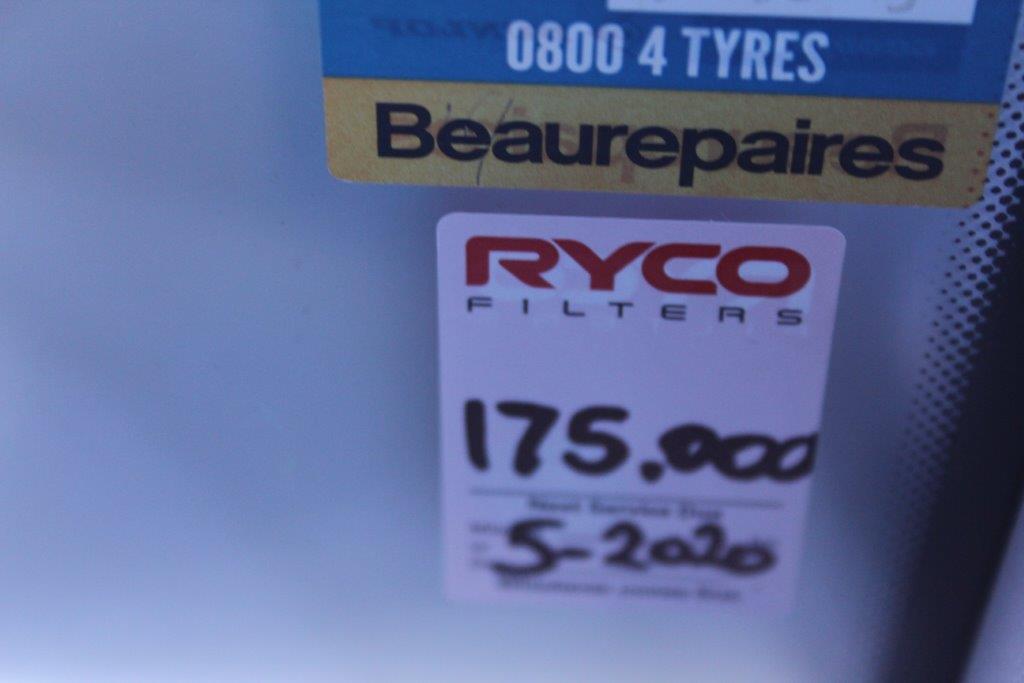 0800 4 TYRES
Beaurepaires
RYCO
FILTERS
175.000
Next Service Due
5-2020